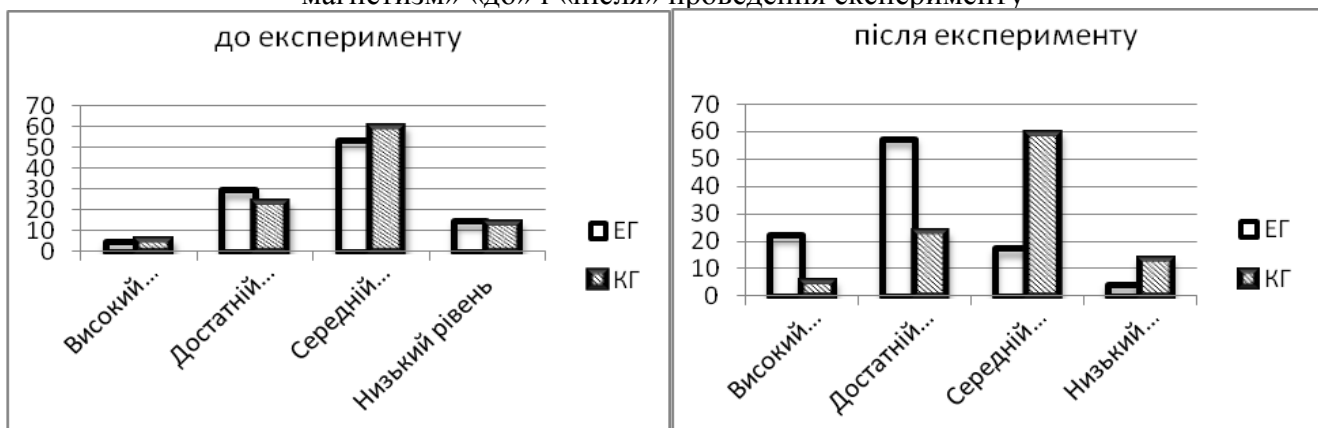 магнетизм» «до» і «після» проведення експерименту
до експерименту
70
60
50
40
30
20
10
0
Високий...
Достатній...
Середній...
Низький рівень
ЕГ
КГ
після експерименту
70
60
50
40
30
20
10
0
Високий...
Достатній...
Середній...
Низький...
ЕГ
КГ